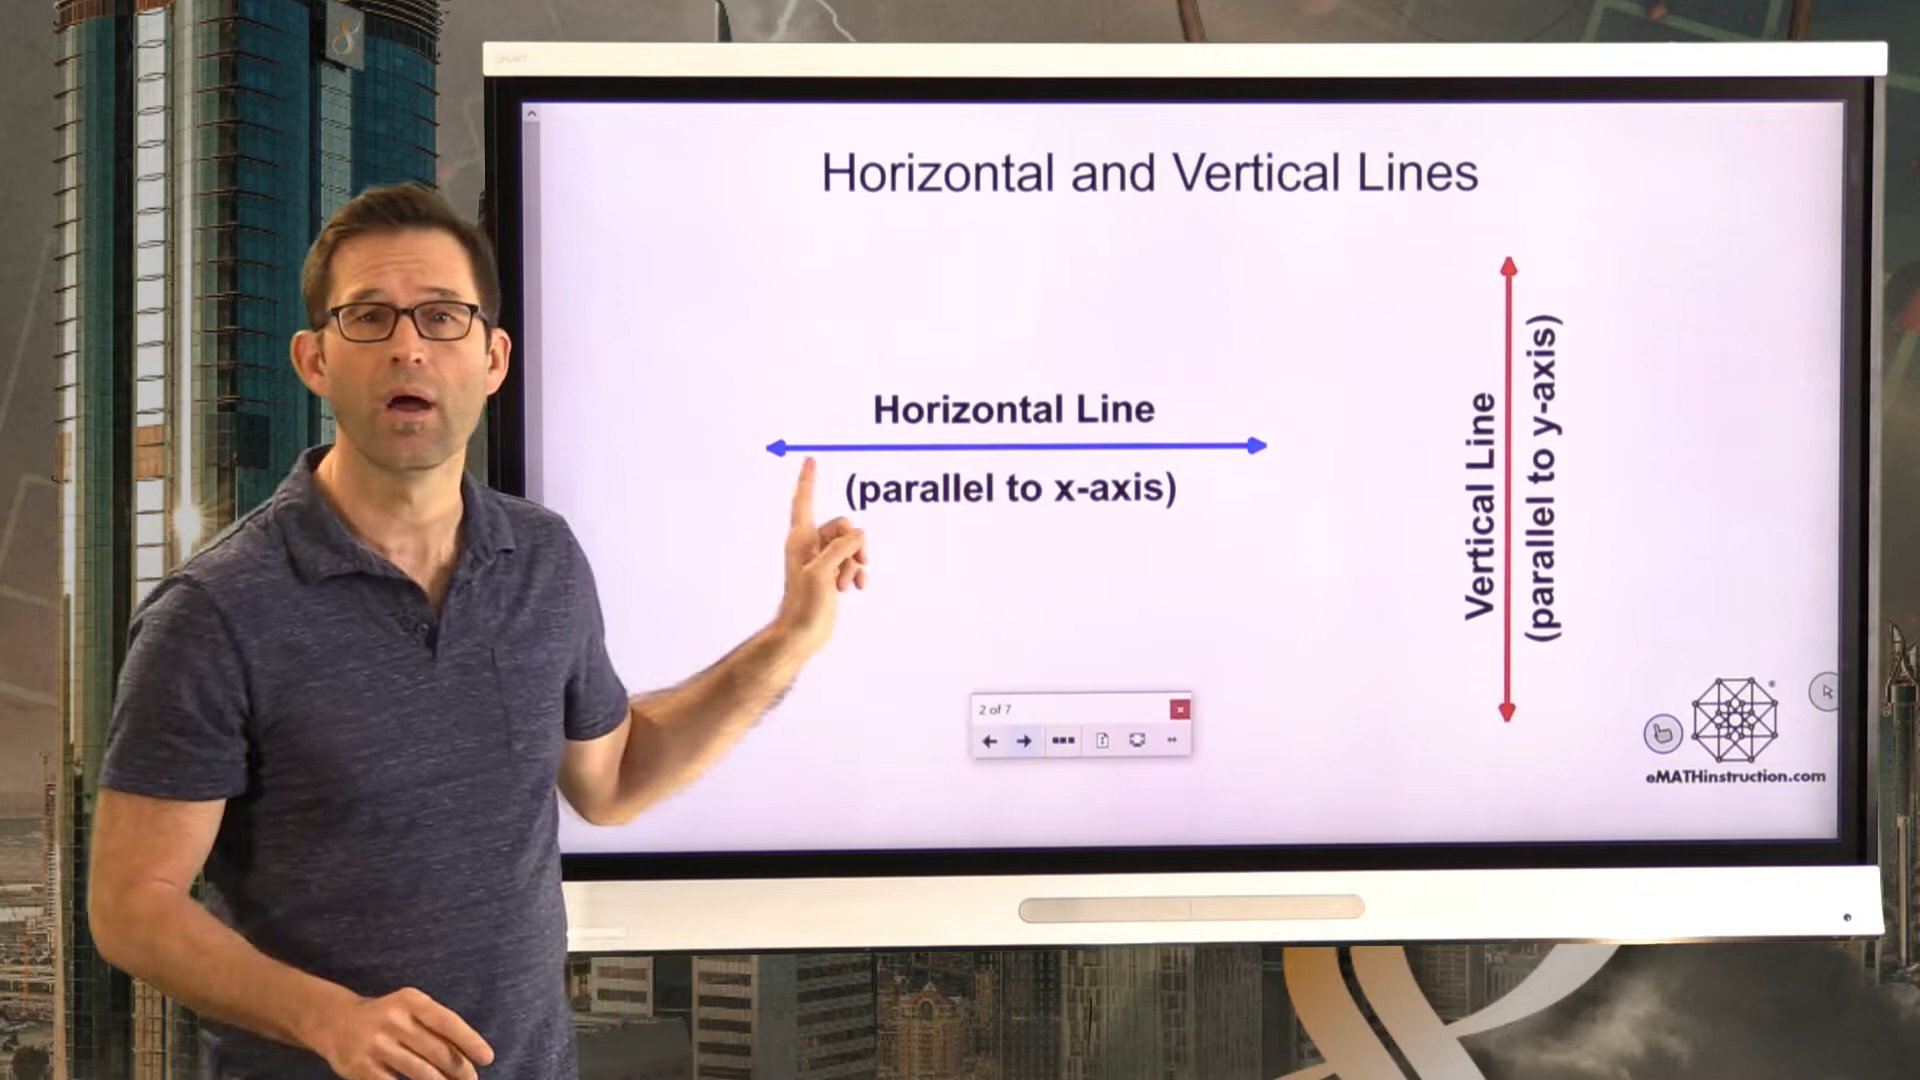 SMART
Horizontal and Vertical Lines
Horizontal Line
(parallel to x-axis)
Vertical Line
(parallel to y-axis)
2 of 7
eMATHinstruction.com